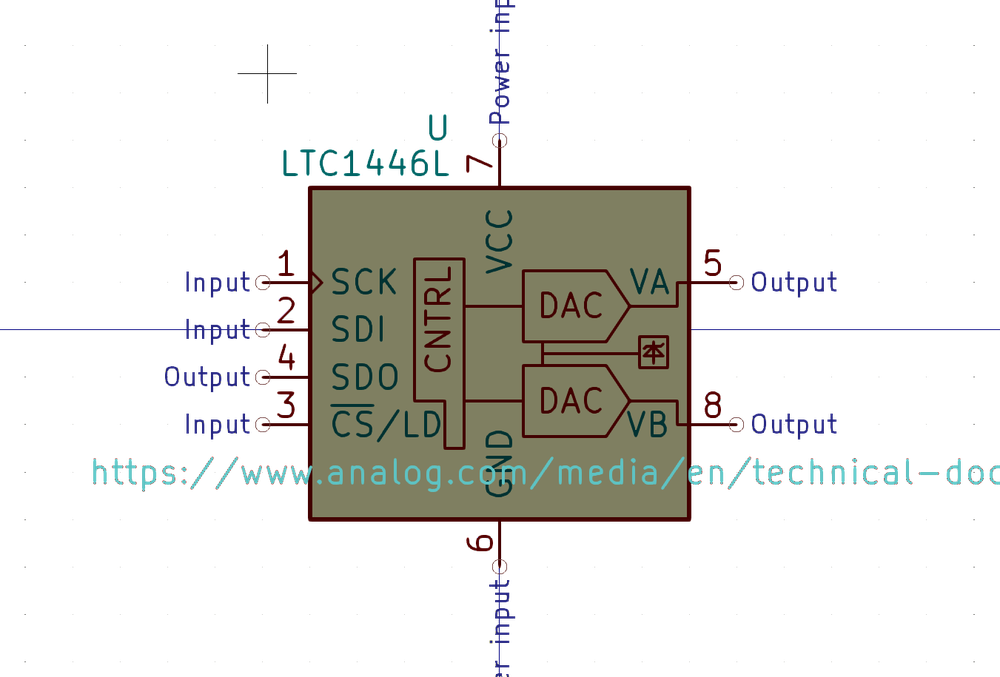 Power inp
U
LTC1446L
7
VCC
1
SCK
Input
2
SDI
Input
4
SDO
Output
3
CS/LD
Input
CNTRL
DAC
DAC
VA
5
Output
VB
8
Output
GND
https://www.analog.com/media/en/technical-doc
6
er input